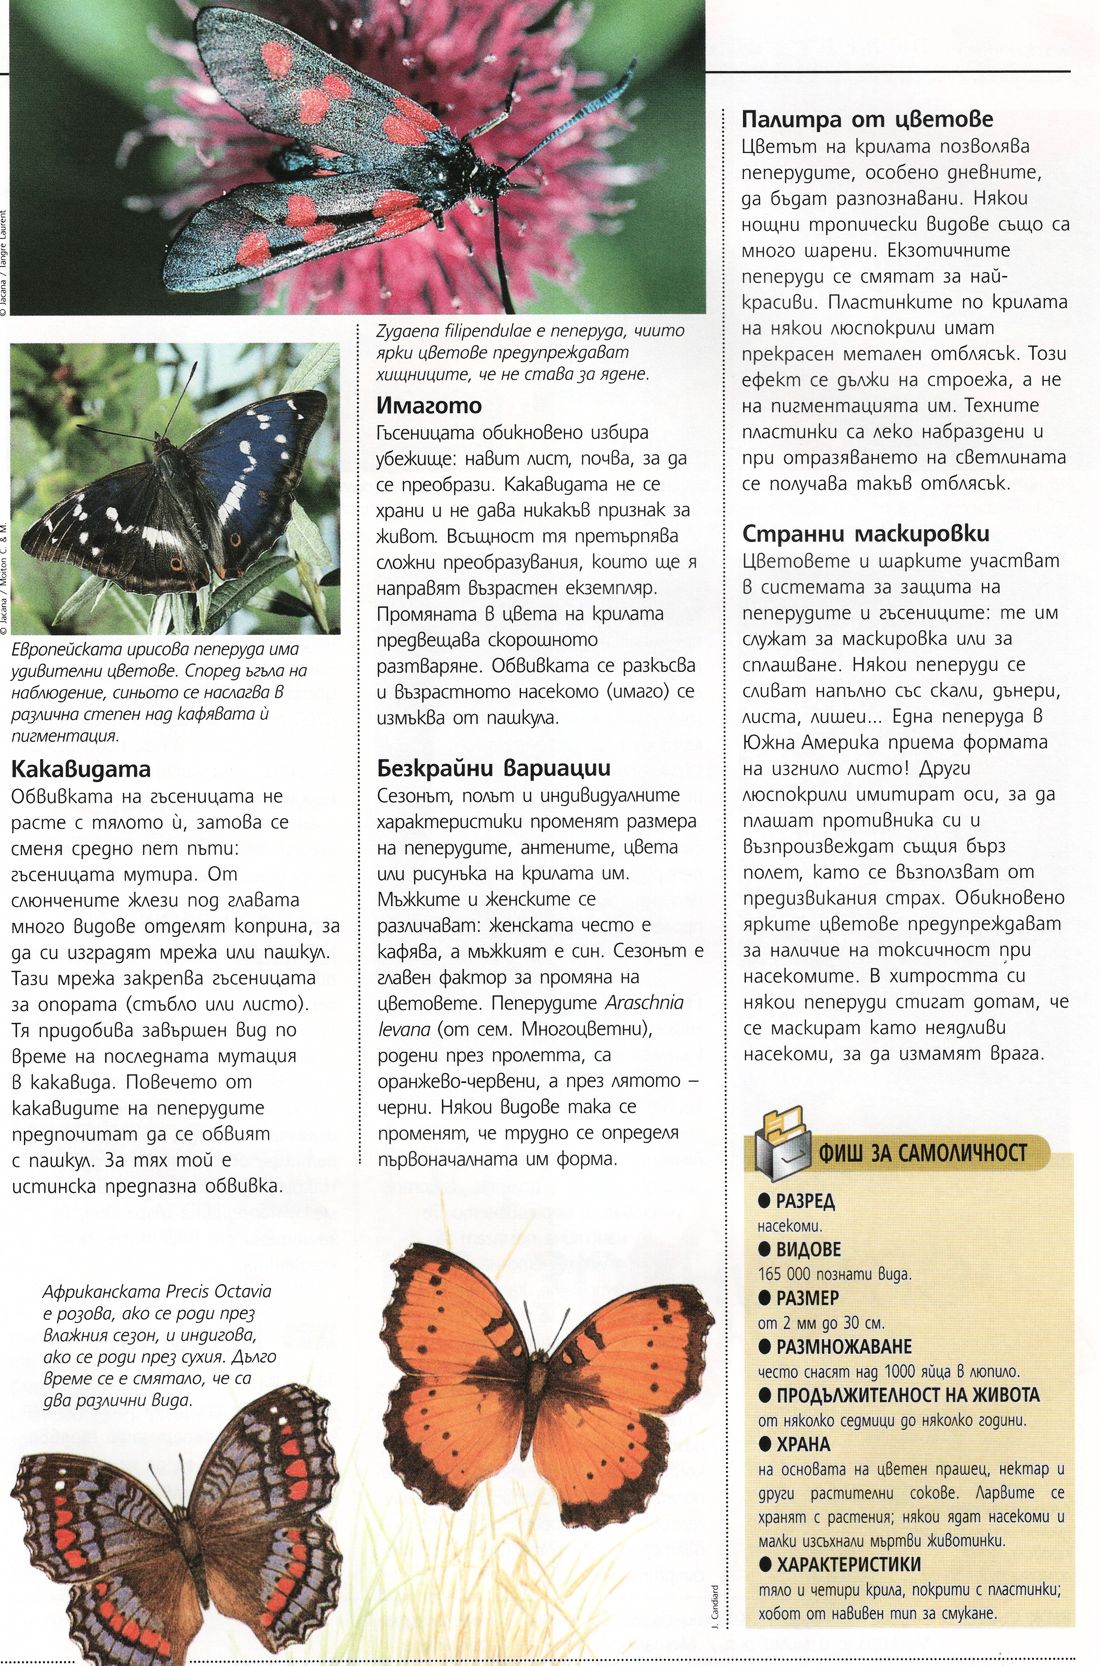 © Jacana / Tangre Laurent
Zygaena filipendulae е пеперуда, чиито
ярки цветове предупреждават
хищниците, че не става за ядене.
© Jacana / Moiton C. & M.
Европейската ирисова пеперуда има
удивителни цветове. Според ъгъла на
наблюдение, синьото се наслагва в
различна степен над кафявата ѝ
пигментация.
Какавидата
Обвивката на гъсеницата не
расте с тялото ѝ, затова се
сменя средно пет пъти:
гъсеницата мутира. От
слюнчените жлези под главата
много видове отделят коприна, за
да си изградят мрежа или пашкул.
Тази мрежа закрепва гъсеницата
за опората (стъбло или листо).
Тя придобива завършен вид по
време на последната мутация
в какавида. Повечето от
какавидите на пеперудите
предпочитат да се обвият
с пашкул. За тях той е
истинска предпазна обвивка.
Африканската Precis Octavia
е розова, ако се роди през
влажния сезон, и индигова,
ако се роди през сухия. Дълго
време се е смятало, че са
два различни вида.
Имагото
Гъсеницата обикновено избира
убежище: навит лист, почва, за да
се преобрази. Какавидата не се
храни и не дава никакъв признак за
живот. Всъщност тя претърпява
сложни преобразувания, които ще я
направят възрастен екземпляр.
Промяната в цвета на крилата
предвещава скорошното
разтваряне. Обвивката се разкъсва
и възрастното насекомо (имаго) се
измъква от пашкула.
Безкрайни вариации
Сезонът, полът и индивидуалните
характеристики променят размера
на пеперудите, антените, цвета
или рисунъка на крилата им.
Мъжките и женските се
различават: женската често е
кафява, а мъжкият е син. Сезонът е
главен фактор за промяна на
цветовете. Пеперудите Araschnia
levana (от сем. Многоцветни),
родени през пролетта, са
оранжево-червени, а през лятото –
черни. Някои видове така се
променят, че трудно се определя
първоначалната им форма.
J. Candiard
Палитра от цветове
Цветът на крилата позволява
пеперудите, особено дневните,
да бъдат разпознавани. Някои
нощни тропически видове също са
много шарени. Екзотичните
пеперуди се смятат за най-
красиви. Пластинките по крилата
на някои люспокрили имат
прекрасен метален отблясък. Този
ефект се дължи на строежа, а не
на пигментацията им. Техните
пластинки са леко набраздени и
при отразяването на светлината
се получава такъв отблясък.
Странни маскировки
Цветовете и шарките участват
в системата за защита на
пеперудите и гъсениците: те им
служат за маскировка или за
сплашване. Някои пеперуди се
сливат напълно със скали, дънери,
листа, лишеи... Една пеперуда в
Южна Америка приема формата
на изгнило листо! Други
люспокрили имитират оси, за да
плашат противника си и
възпроизвеждат същия бърз
полет, като се възползват от
предизвикания страх. Обикновено
ярките цветове предупреждават
за наличие на токсичност при
насекомите. В хитростта си
някои пеперуди стигат дотам, че
се маскират като неядливи
насекоми, за да измамят врага.
ФИШ ЗА САМОЛИЧНОСТ
● РАЗРЕД
насекоми.
● ВИДОВЕ
165 000 познати вида.
● РАЗМЕР
от 2 мм до 30 см.
● РАЗМНОЖАВАНЕ
често снасят над 1000 яйца в люпило.
● ПРОДЪЛЖИТЕЛНОСТ НА ЖИВОТА
от няколко седмици до няколко години.
● ХРАНА
на основата на цветен прашец, нектар и
други растителни сокове. Ларвите се
хранят с растения; някои ядат насекоми и
малки изсъхнали мъртви животинки.
● ХАРАКТЕРИСТИКИ
тяло и четири крила, покрити с пластинки;
хобот от навивен тип за смукане.